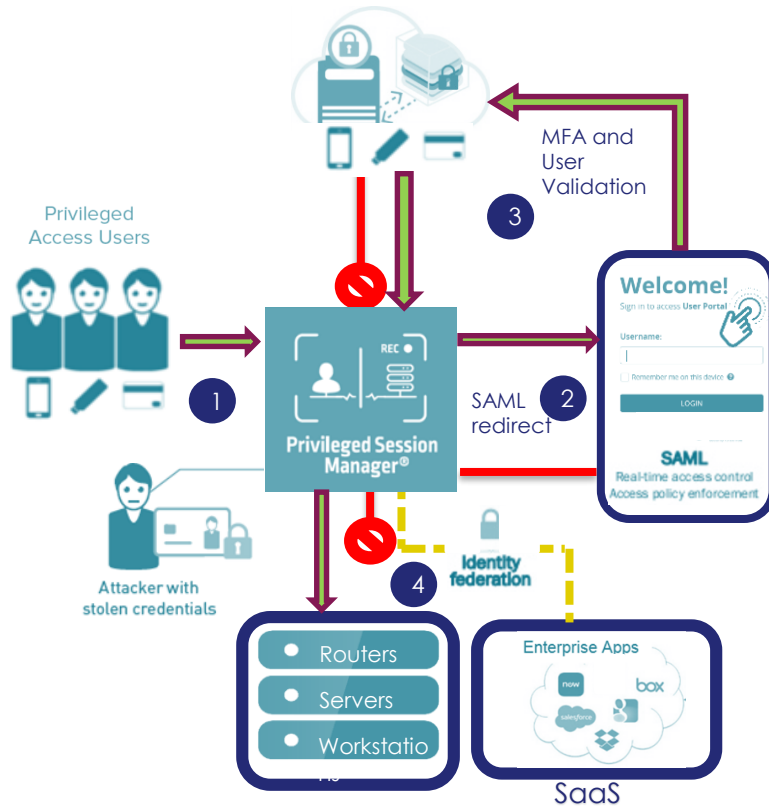 MFA and
User
Validation
3
Privileged
Access Users
Welcome!
Sign in to access User Portal
Username:
Remember me on this device ?
LOGIN
SAML
Real-time access control
Access policy enforcement
1
REC
Privileged Session
Manager®
2
SAML
redirect
Attacker with
stolen credentials
4
Identity
federation
Routers
Servers
Workstatio
Enterprise Apps
now
box
salesforce
SaaS